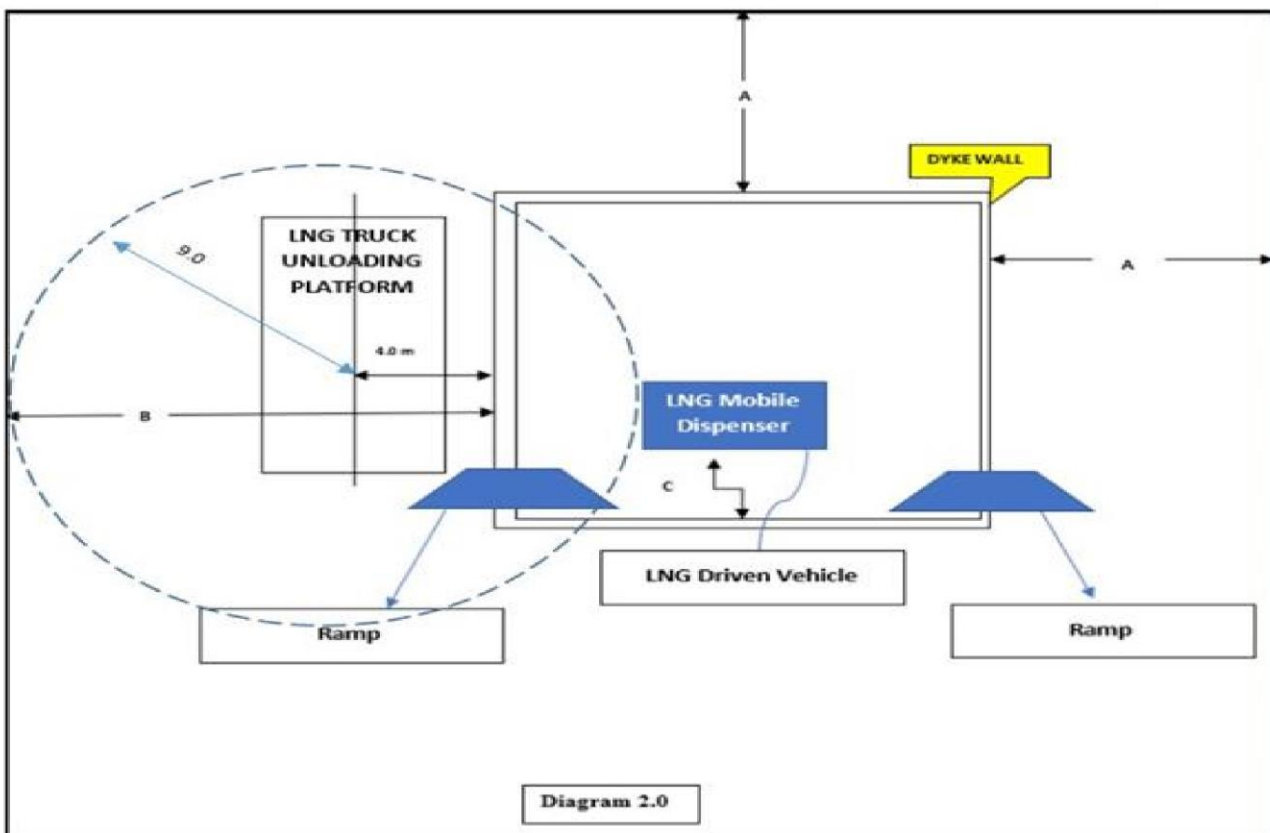 A
DYKE WALL
LNG TRUCK
UNLOADING
PLATFORM
9.0
A
4.0 m
LNG Mobile
Dispenser
B
C
LNG Driven Vehicle
Ramp
Ramp
Diagram 2.0